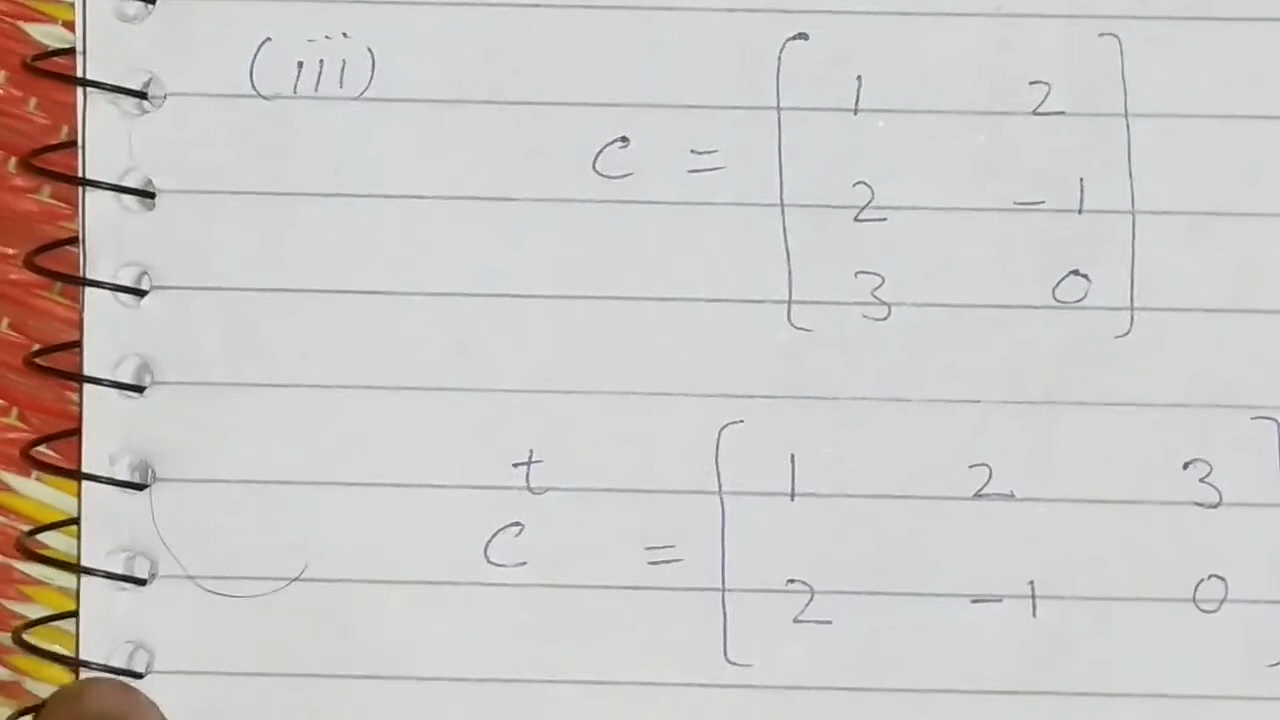 (iii)
1 2
C =
2 -1
3 0
t
1 2 3
C =
2 -1 0